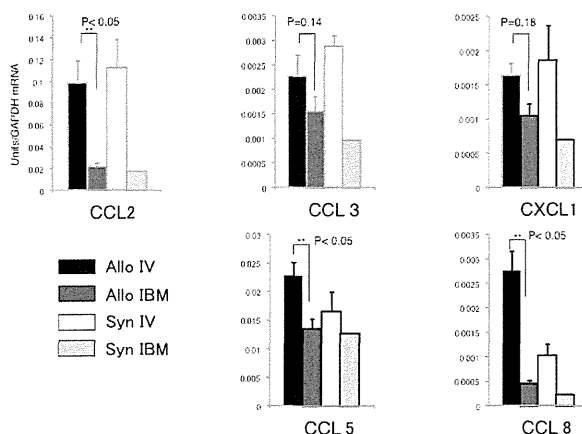 P< 0.05
**
Units/GAPDH mRNA
0.16
0.14
0.12
0.1
0.08
0.06
0.04
0.02
0
CCL2
P=0.14
0.0035
0.003
0.0025
0.002
0.0015
0.001
0.0005
0
CCL 3
P=0.18
0.0025
0.002
0.0015
0.001
0.0005
0
CXCL1
Allo IV
Allo IBM
Syn IV
Syn IBM
** P< 0.05
0.025
0.02
0.015
0.01
0.005
0
CCL 5
** P< 0.05
0.0035
0.003
0.0025
0.002
0.0015
0.001
0.0005
0
CCL 8